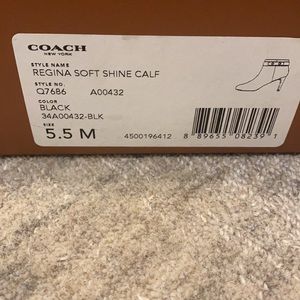 COACH
NEW YORK
STYLE NAME
REGINA SOFT SHINE CALF
STYLE NO.
Q7686 A00432
COLOR
BLACK
34A00432-BLK
SIZE
5.5 M 4500196412
8 89655 08239 1